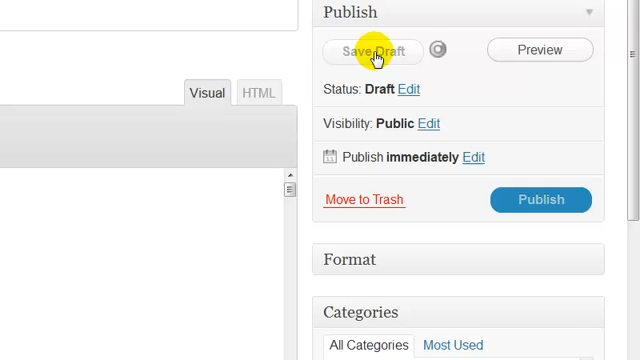 Publish
Save Draft
Preview
Status: Draft Edit
Visual HTML
Visibility: Public Edit
Publish immediately Edit
Move to Trash
Publish
Format
Categories
All Categories Most Used